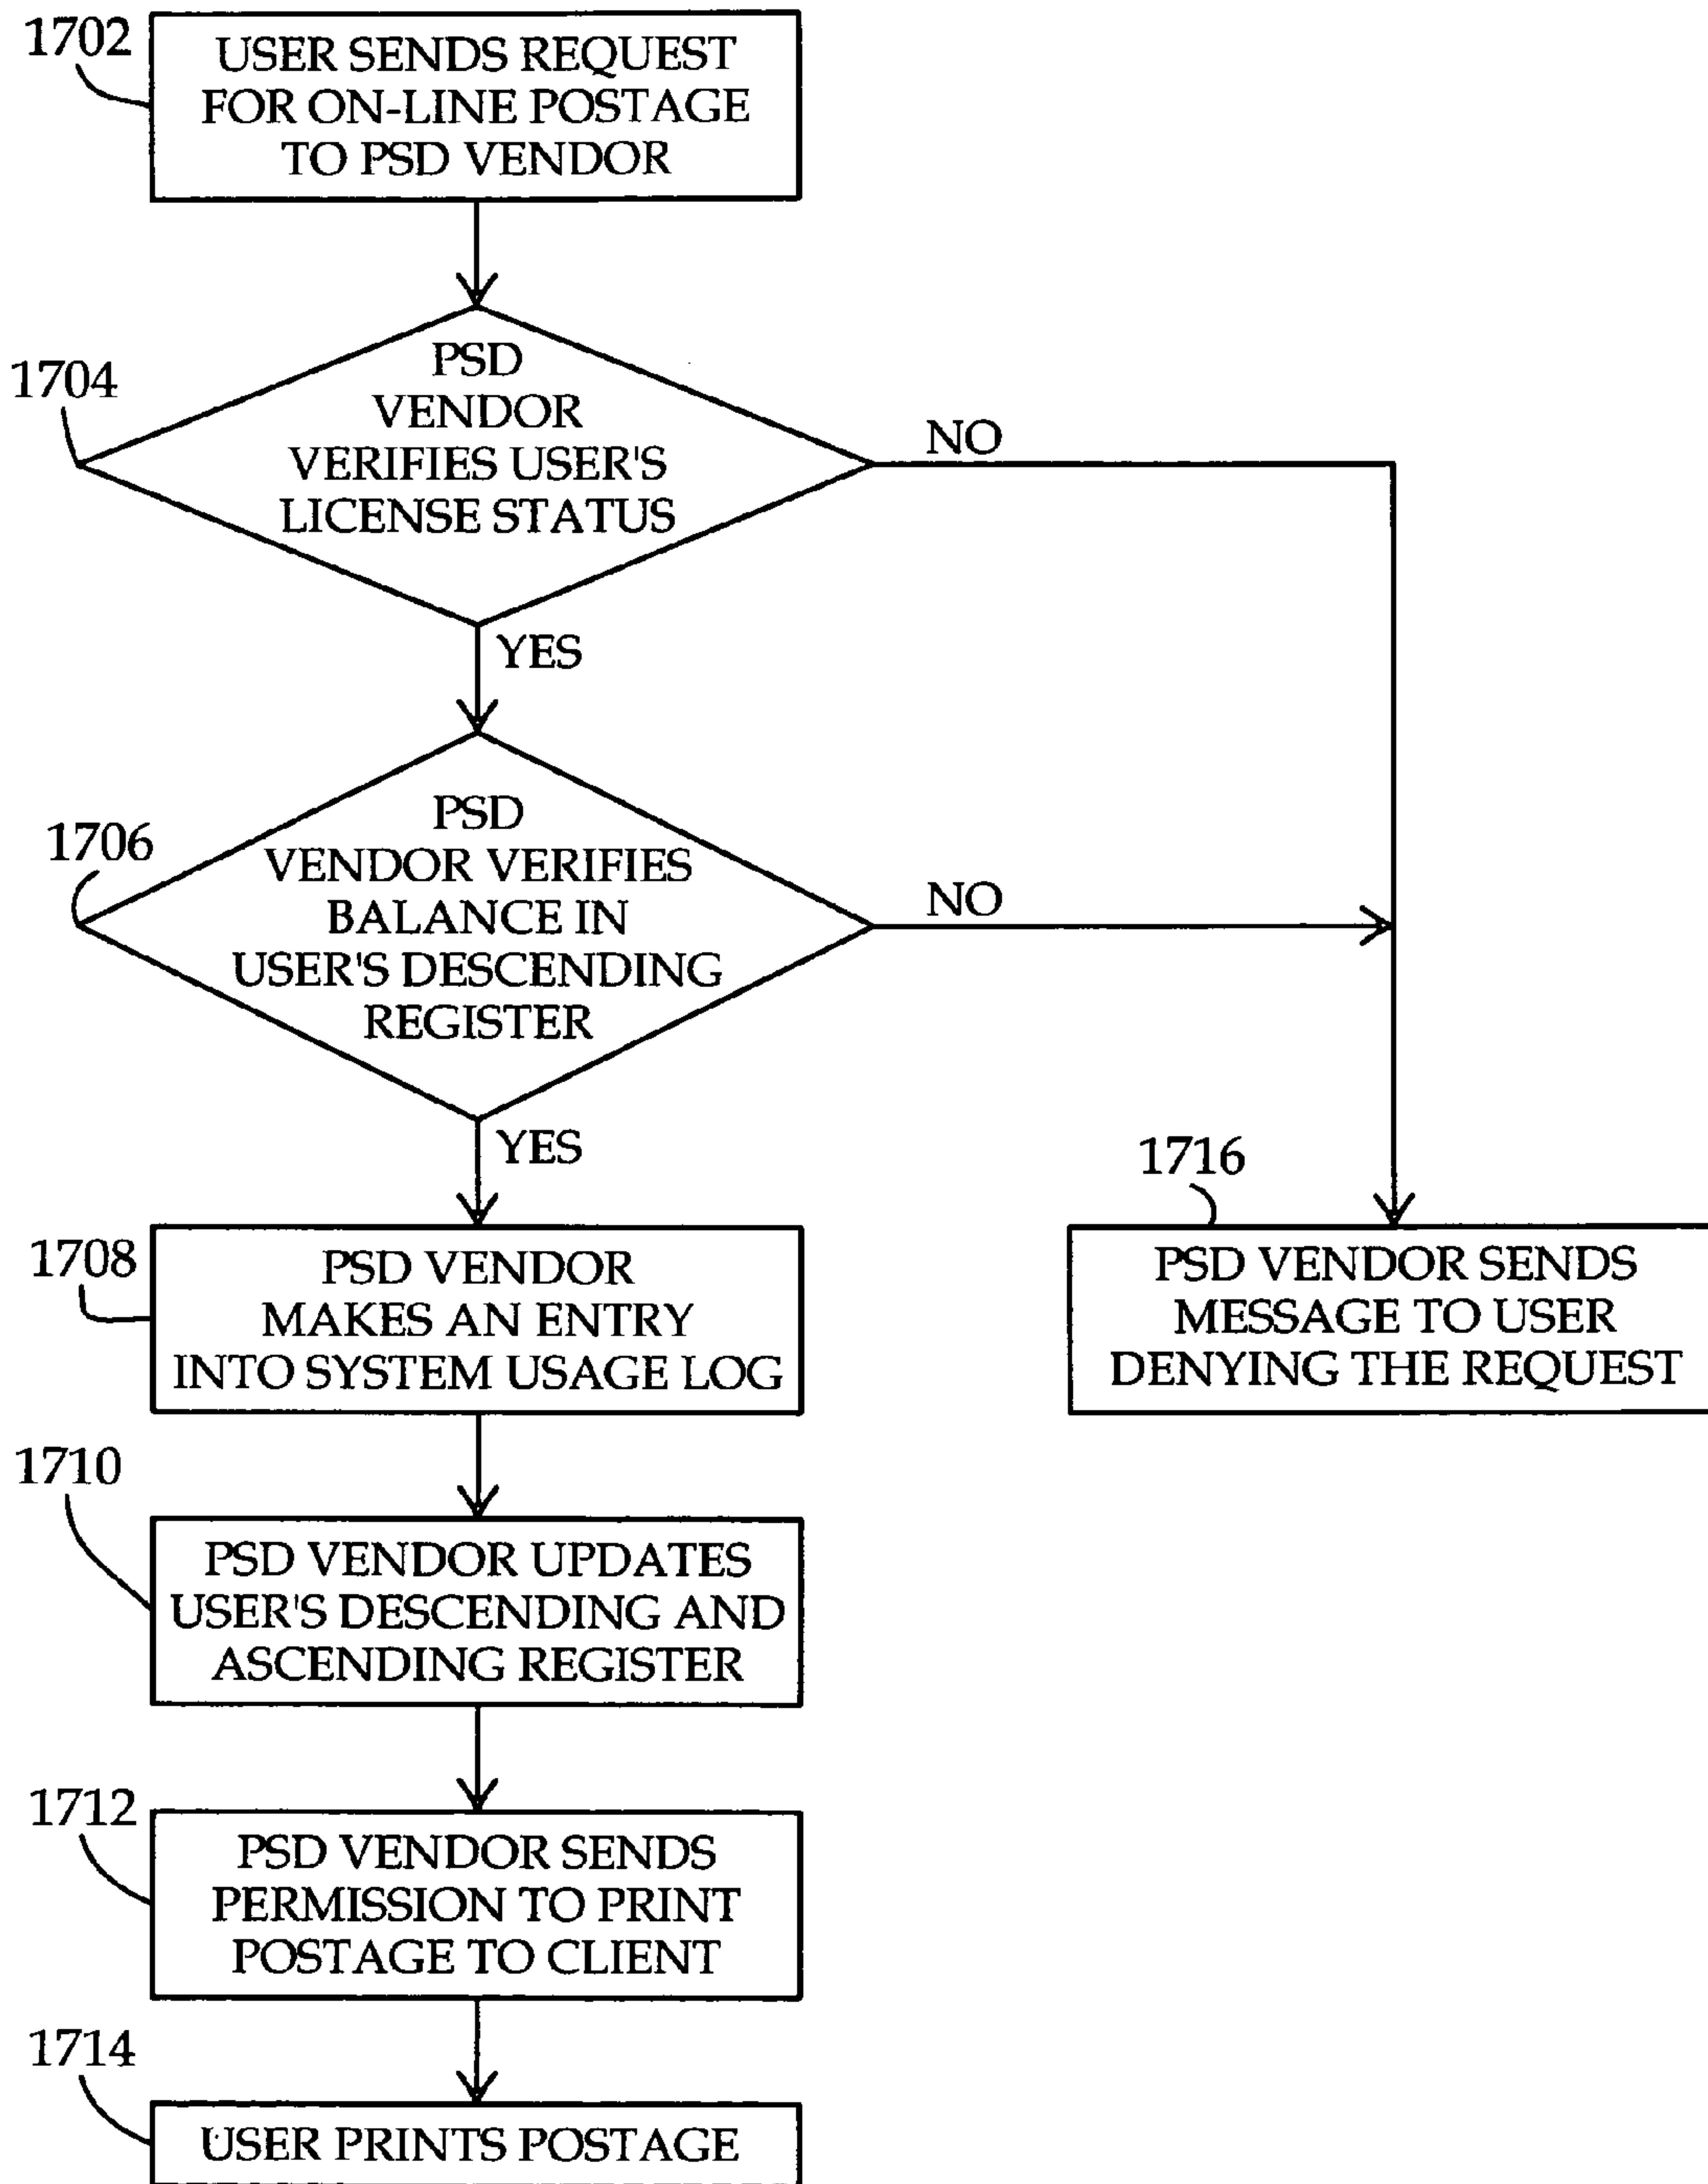 1702
USER SENDS REQUEST
FOR ON-LINE POSTAGE
TO PSD VENDOR
1704
PSD
VENDOR
VERIFIES USER'S
LICENSE STATUS
NO
YES
1706
PSD
VENDOR VERIFIES
BALANCE IN
USER'S DESCENDING
REGISTER
NO
YES
1708
PSD VENDOR
MAKES AN ENTRY
INTO SYSTEM USAGE LOG
1716
PSD VENDOR SENDS
MESSAGE TO USER
DENYING THE REQUEST
1710
PSD VENDOR UPDATES
USER'S DESCENDING AND
ASCENDING REGISTER
1712
PSD VENDOR SENDS
PERMISSION TO PRINT
POSTAGE TO CLIENT
1714
USER PRINTS POSTAGE